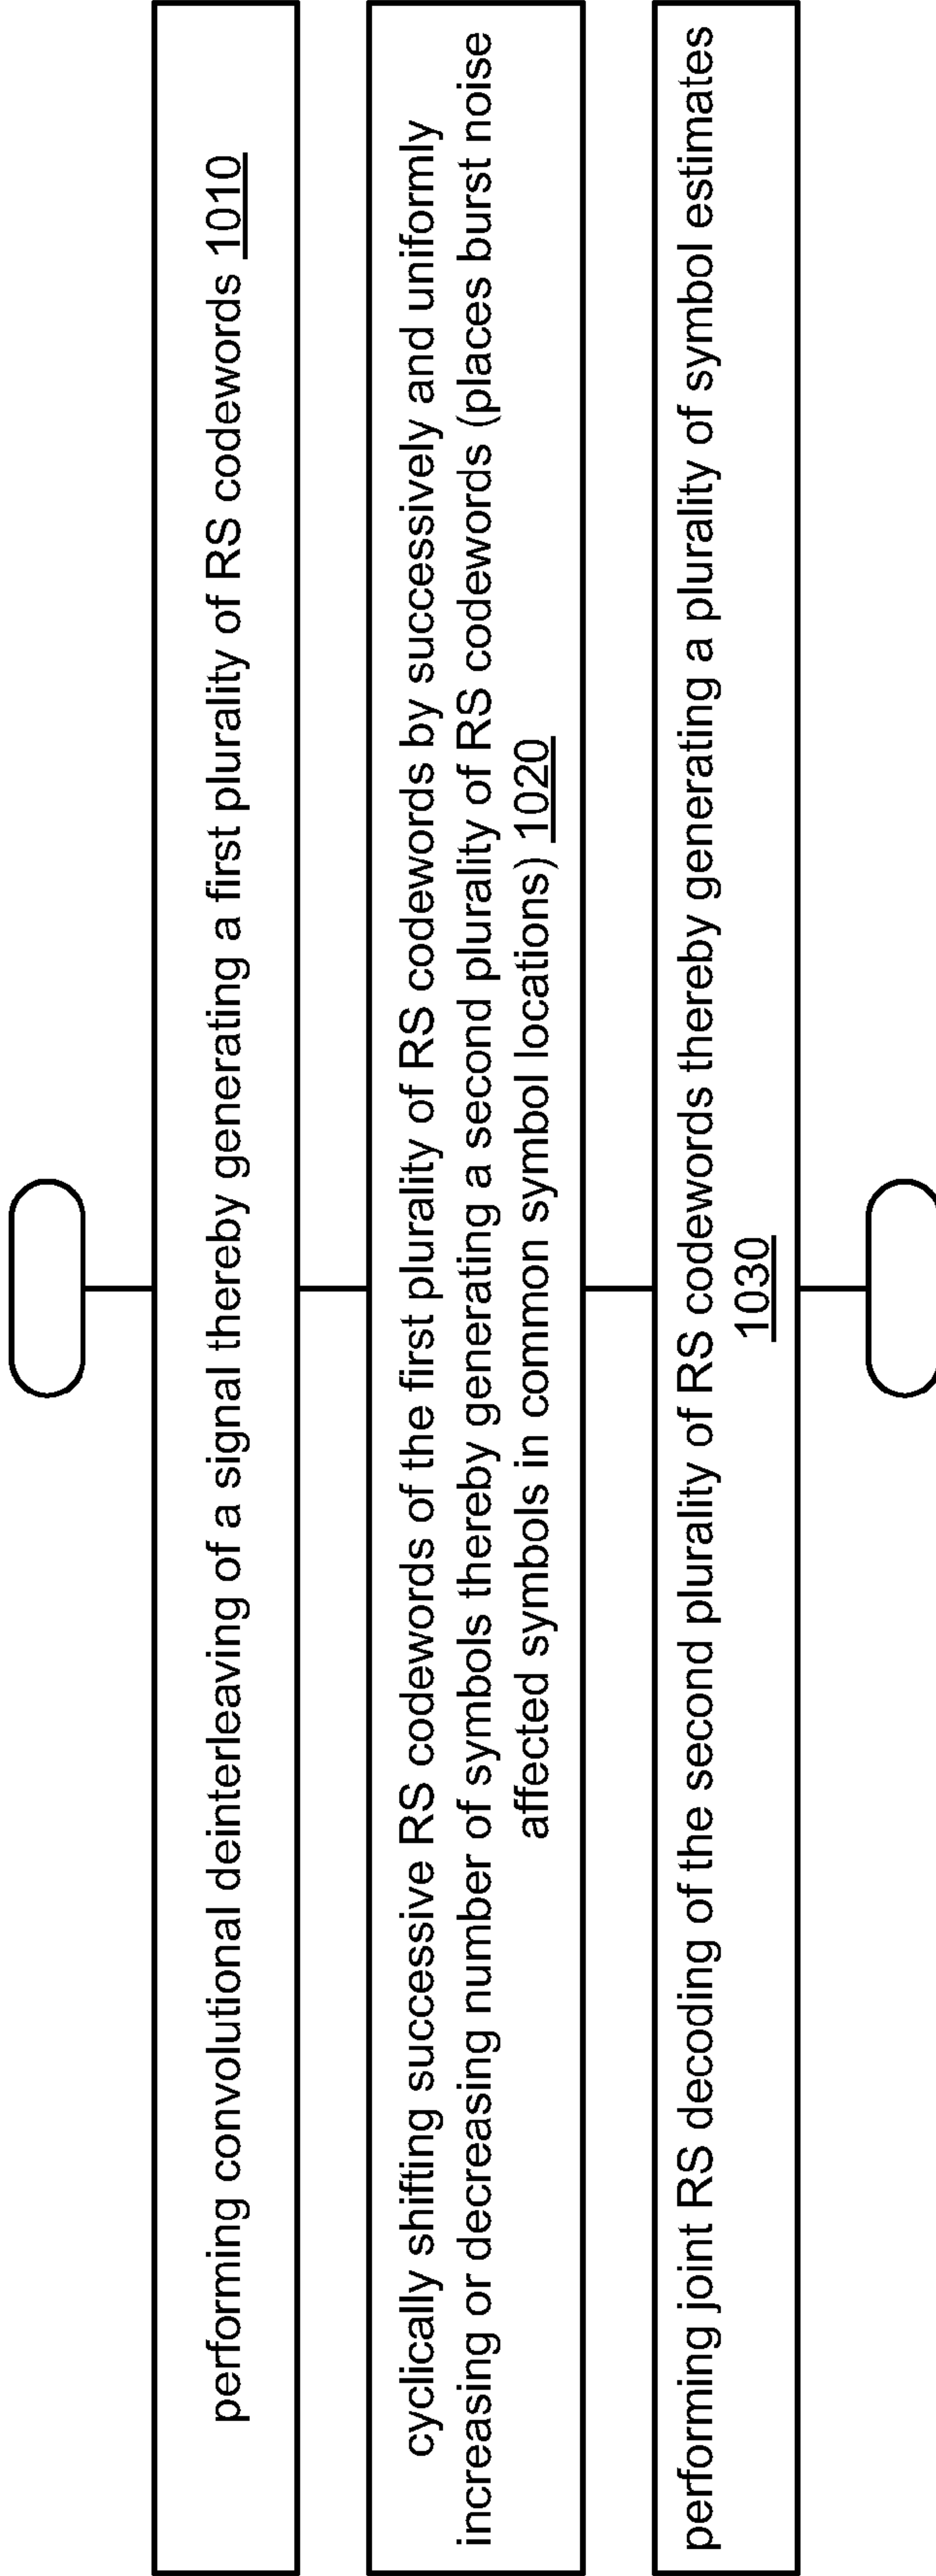 performing convolutional deinterleaving of a signal thereby generating a first plurality of RS codewords 1010
cyclically shifting successive RS codewords of the first plurality of RS codewords by successively and uniformly
increasing or decreasing number of symbols thereby generating a second plurality of RS codewords (places burst noise
affected symbols in common symbol locations) 1020
performing joint RS decoding of the second plurality of RS codewords thereby generating a plurality of symbol estimates
1030